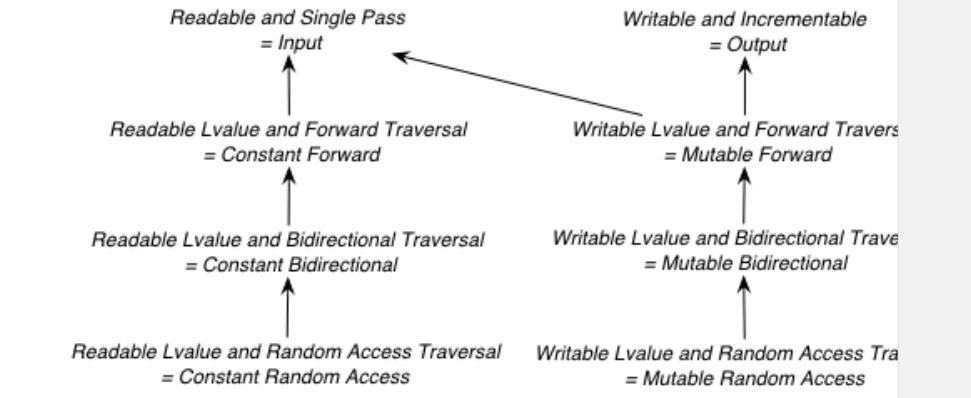 Readable and Single Pass
= Input
Writable and Incrementable
= Output
Readable Lvalue and Forward Traversal
= Constant Forward
Writable Lvalue and Forward Travers
= Mutable Forward
Readable Lvalue and Bidirectional Traversal
= Constant Bidirectional
Writable Lvalue and Bidirectional Trave
= Mutable Bidirectional
Readable Lvalue and Random Access Traversal
= Constant Random Access
Writable Lvalue and Random Access Tra
= Mutable Random Access